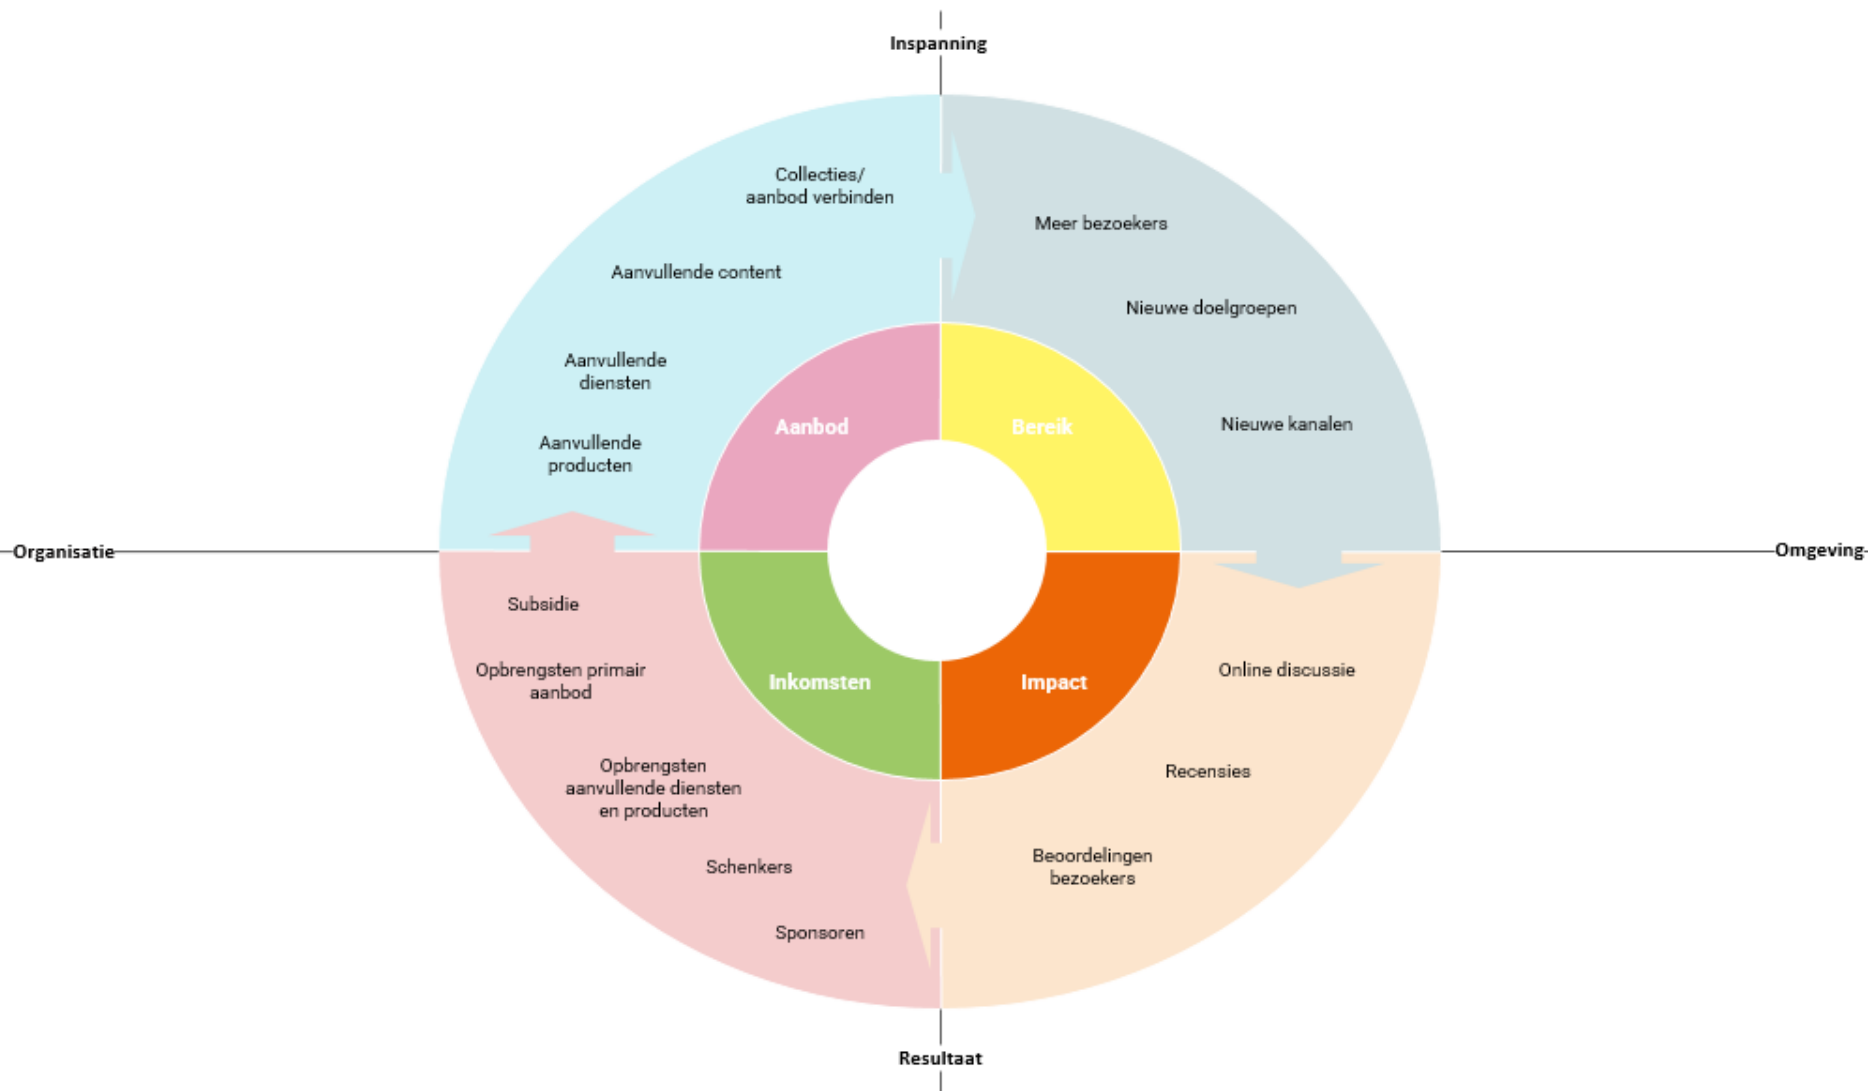 Inspanning
Collecties/
aanbod verbinden
Aanvullende content
Aanvullende
diensten
Aanvullende
producten
Meer bezoekers
Nieuwe doelgroepen
Nieuwe kanalen
Aanbod
Bereik
Organisatie
Omgeving
Subsidie
Opbrengsten primair
aanbod
Opbrengsten
aanvullende diensten
en producten
Schenkers
Sponsoren
Inkomsten
Impact
Online discussie
Recensies
Beoordelingen
bezoekers
Resultaat